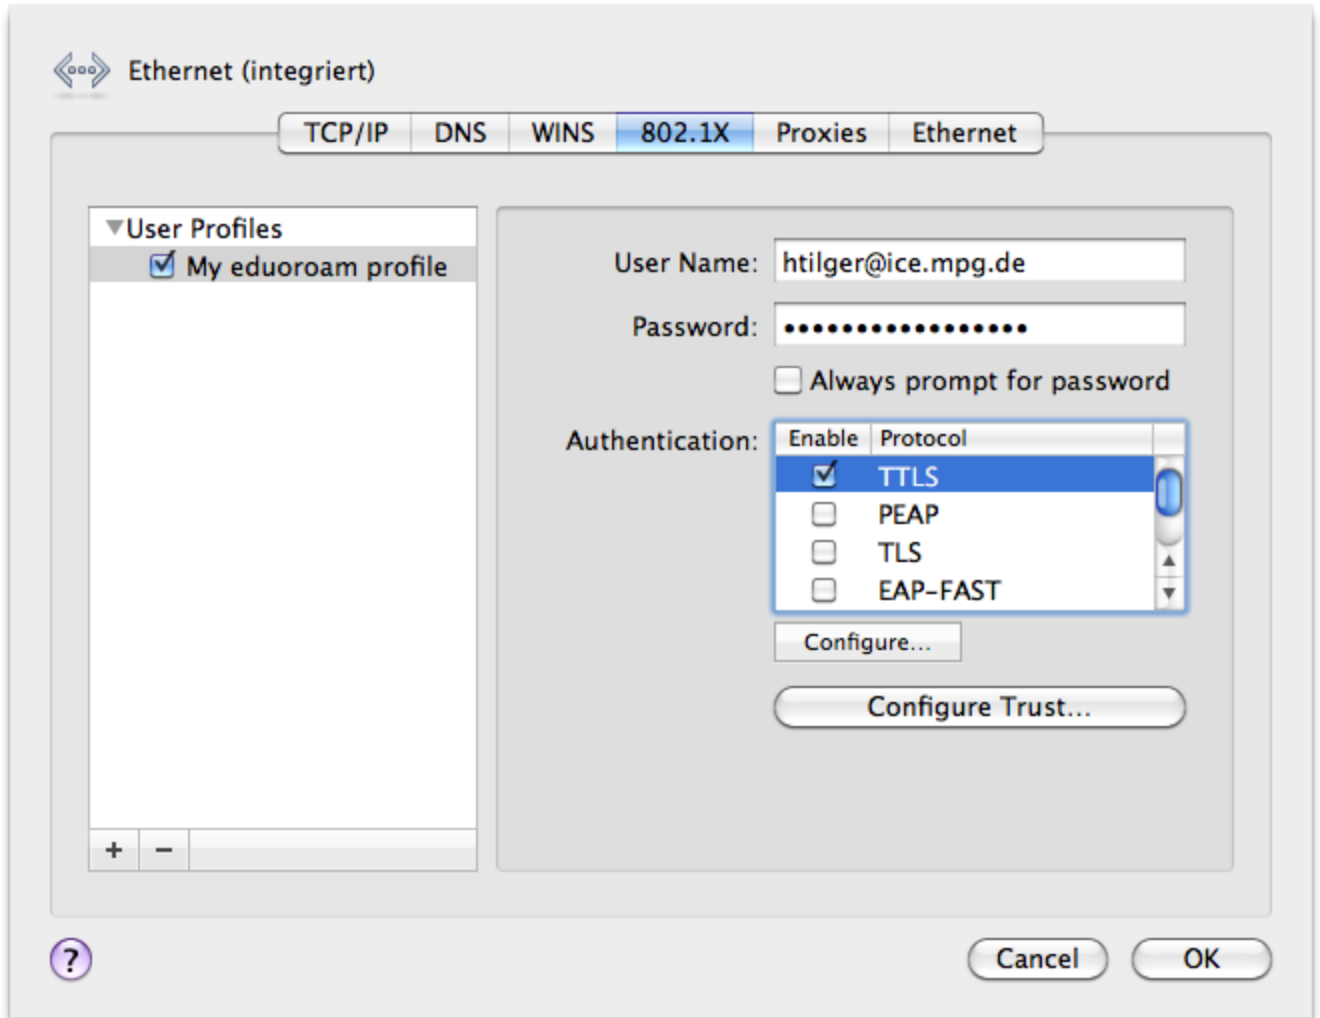 Ethernet (integriert)
TCP/IP DNS WINS 802.1X Proxies Ethernet
User Profiles
My eduoroam profile
User Name: htilger@ice.mpg.de
Password: •••••••••••••••••
Always prompt for password
Authentication:
Enable Protocol
TTLS
PEAP
TLS
EAP-FAST
Configure...
Configure Trust...
+ −
? Cancel OK